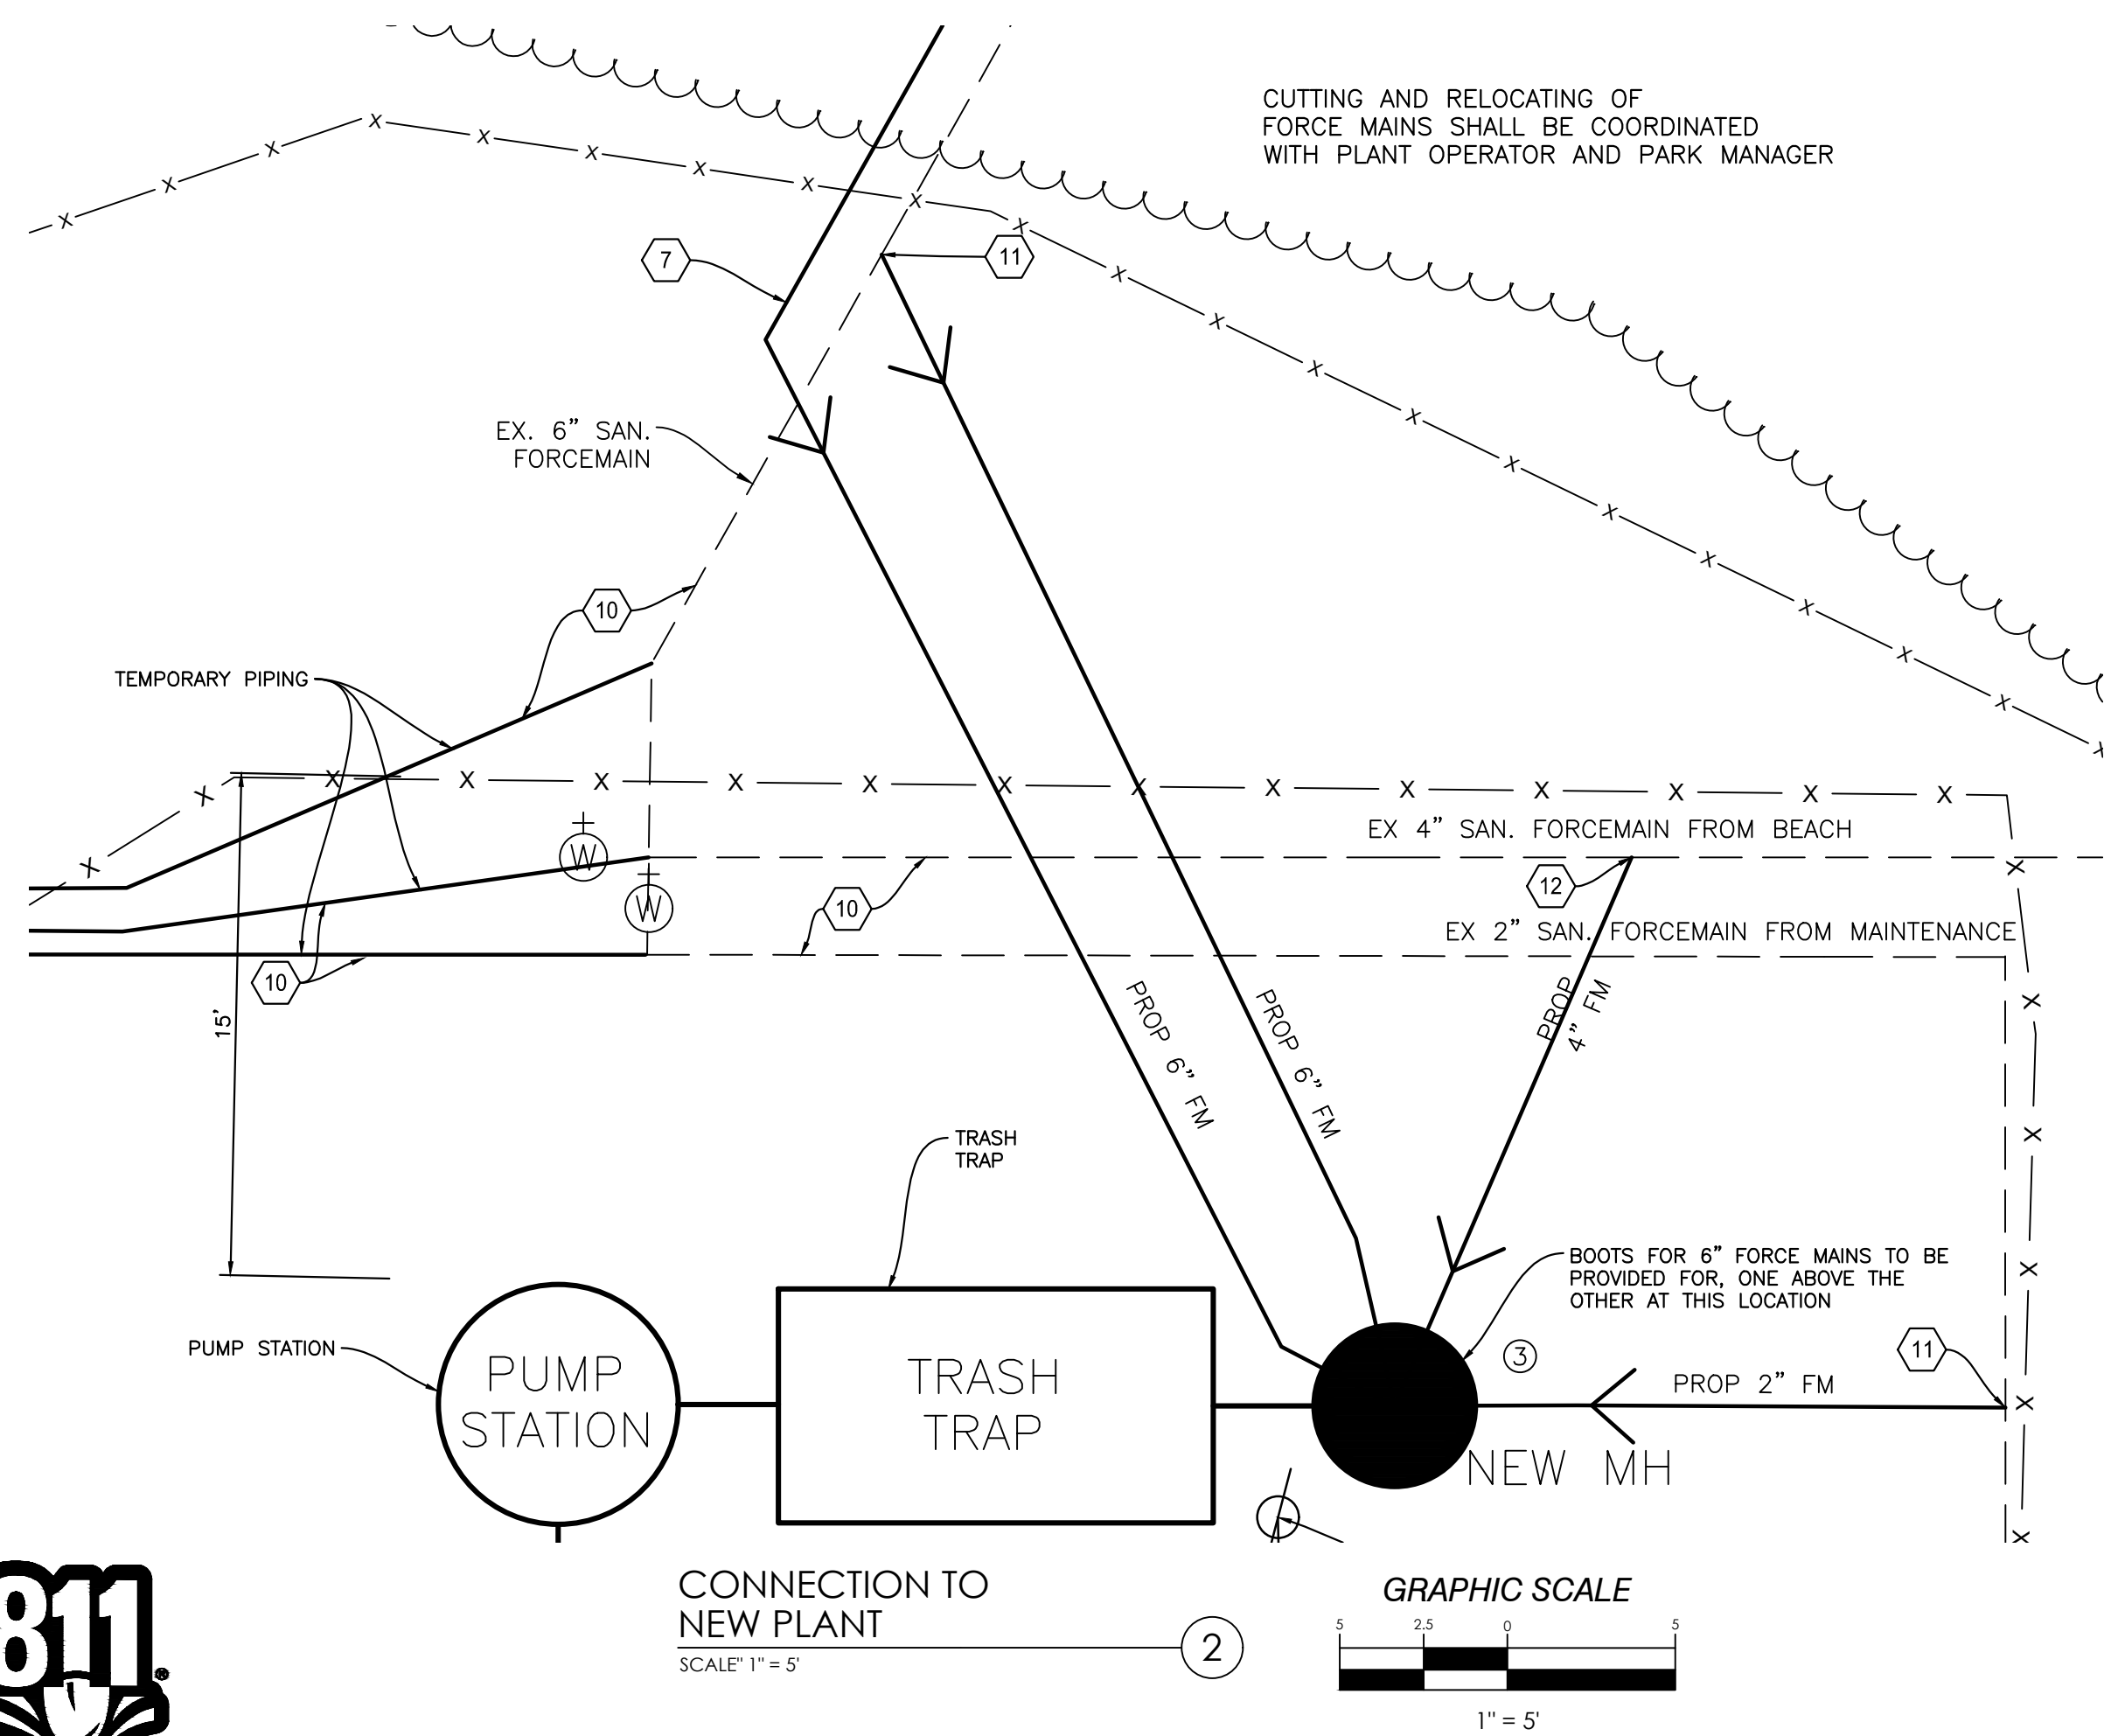 CUTTING AND RELOCATING OF
FORCE MAINS SHALL BE COORDINATED
WITH PLANT OPERATOR AND PARK MANAGER
7
11
EX. 6” SAN.
FORCEMAIN
10
TEMPORARY PIPING
EX 4” SAN. FORCEMAIN FROM BEACH
W
W
12
10
EX 2” SAN. FORCEMAIN FROM MAINTENANCE
10
15'
PROP 6” FM
PROP 6” FM
PROP
4” FM
TRASH
TRAP
BOOTS FOR 6” FORCE MAINS TO BE
PROVIDED FOR, ONE ABOVE THE
OTHER AT THIS LOCATION
PUMP STATION
PUMP
STATION
TRASH
TRAP
3
11
PROP 2” FM
NEW MH
811
®
CONNECTION TO
NEW PLANT
2
SCALE" 1" = 5'
GRAPHIC SCALE
5 2.5 0 5
1" = 5'